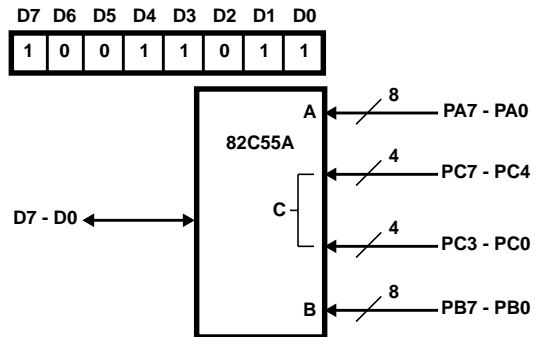 D7 D6 D5 D4 D3 D2 D1 D0
1 0 0 1 1 0 1 1
8
A PA7 - PA0
82C55A
4
PC7 - PC4
C
D7 - D0
4
PC3 - PC0
8
B PB7 - PB0